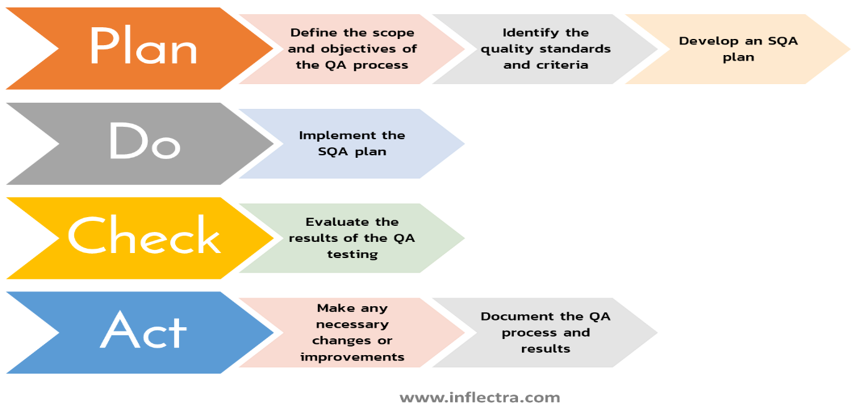 Plan
Define the scope
and objectives of
the QA process
Identify the
quality standards
and criteria
Develop an SQA
plan
Do
Implement the
SQA plan
Check
Evaluate the
results of the QA
testing
Act
Make any
necessary
changes or
improvements
Document the QA
process and
results
www.inflectra.com